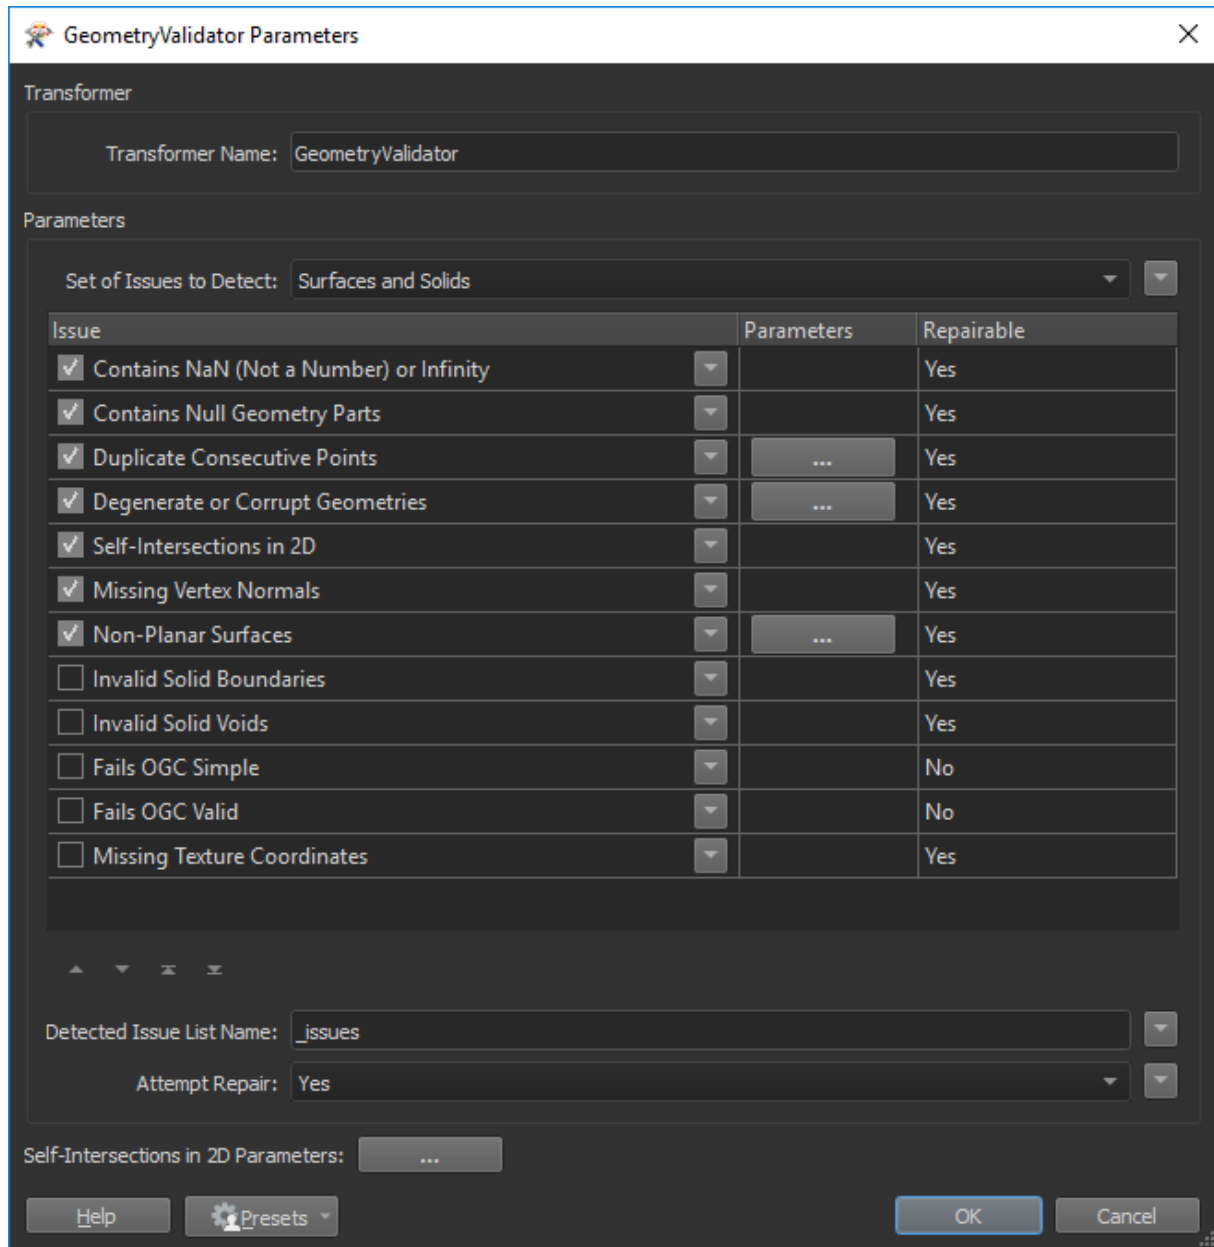 GeometryValidator Parameters
Transformer
Transformer Name: GeometryValidator
Parameters
Set of Issues to Detect: Surfaces and Solids
Issue Parameters Repairable
Contains NaN (Not a Number) or Infinity Yes
Contains Null Geometry Parts Yes
Duplicate Consecutive Points ... Yes
Degenerate or Corrupt Geometries ... Yes
Self-Intersections in 2D Yes
Missing Vertex Normals Yes
Non-Planar Surfaces ... Yes
Invalid Solid Boundaries Yes
Invalid Solid Voids Yes
Fails OGC Simple No
Fails OGC Valid No
Missing Texture Coordinates Yes
Detected Issue List Name: _issues
Attempt Repair: Yes
Self-Intersections in 2D Parameters: ...
Help Presets OK Cancel